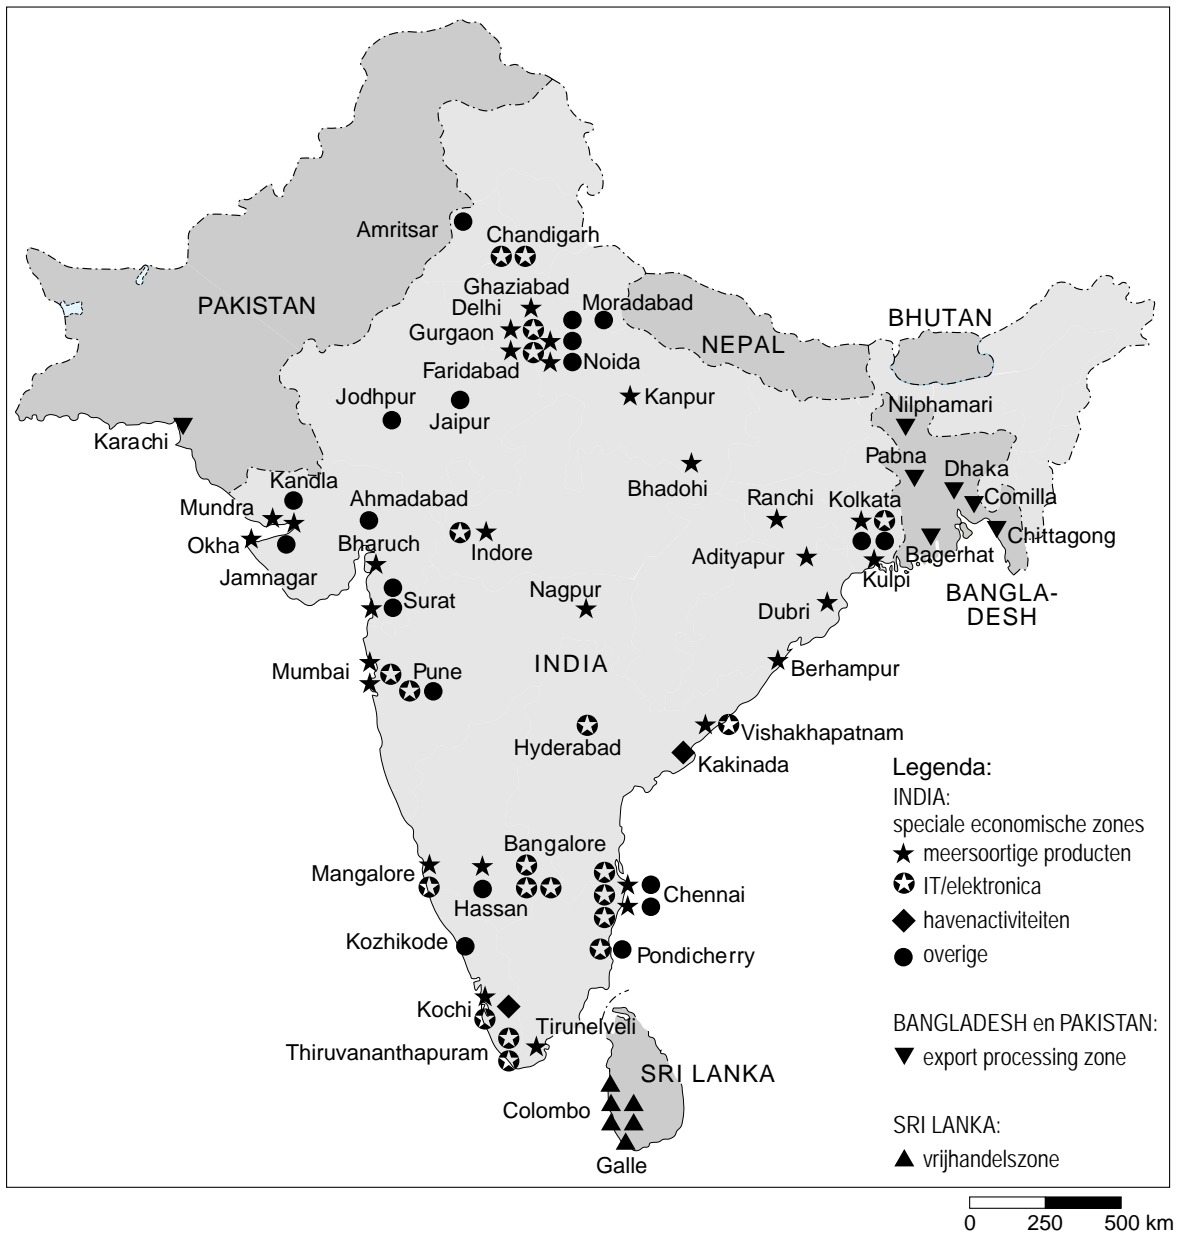 Amritsar
Chandigarh
Ghaziabad
Delhi
Moradabad
Gurgaon
PAKISTAN
BHUTAN
NEPAL
Noida
Faridabad
Jodhpur
Jaipur
Kanpur
Nilphamari
Karachi
Pabna
Dhaka
Kandla
Bhadohi
Ranchi
Kolkata
Comilla
Mundra
Ahmadabad
Okha
Bharuch
Indore
Adityapur
Bagerhat
Chittagong
Jamnagar
Kulpi
Nagpur
BANGLA-
DESH
Surat
Dubri
INDIA
Mumbai
Pune
Berhampur
Hyderabad
Vishakhapatnam
Kakinada
Legenda:
INDIA:
speciale economische zones
meersoortige producten
IT/elektronica
havenactiviteiten
overige
Bangalore
Mangalore
Hassan
Chennai
Kozhikode
Pondicherry
Kochi
Tirunelveli
Thiruvananthapuram
SRI LANKA
Colombo
Galle
BANGLADESH en PAKISTAN:
export processing zone
SRI LANKA:
vrijhandelszone
0 250 500 km